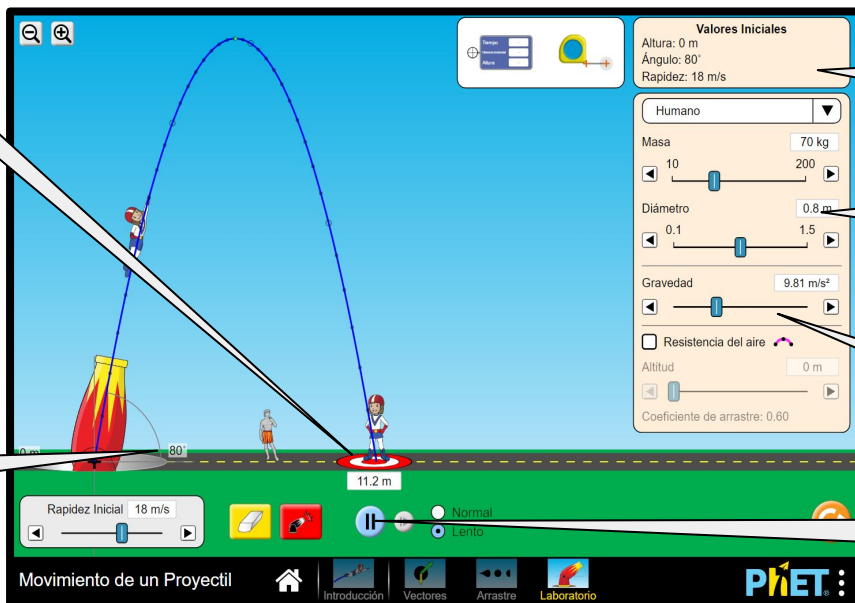 Tiempo
Altura
Valores Iniciales
Altura: 0 m
Ángulo: 80°
Rapidez: 18 m/s
Humano
Masa
70 kg
10
200
Diámetro
0.8 m
0.1
1.5
Gravedad
9.81 m/s²
Resistencia del aire
Altitud
0 m
Coeficiente de arrastre: 0.60
0 m
80°
11.2 m
Rapidez Inicial
18 m/s
Normal
Lento
Movimiento de un Proyectil
Introducción
Vectores
Arrastre
Laboratorio
PhET